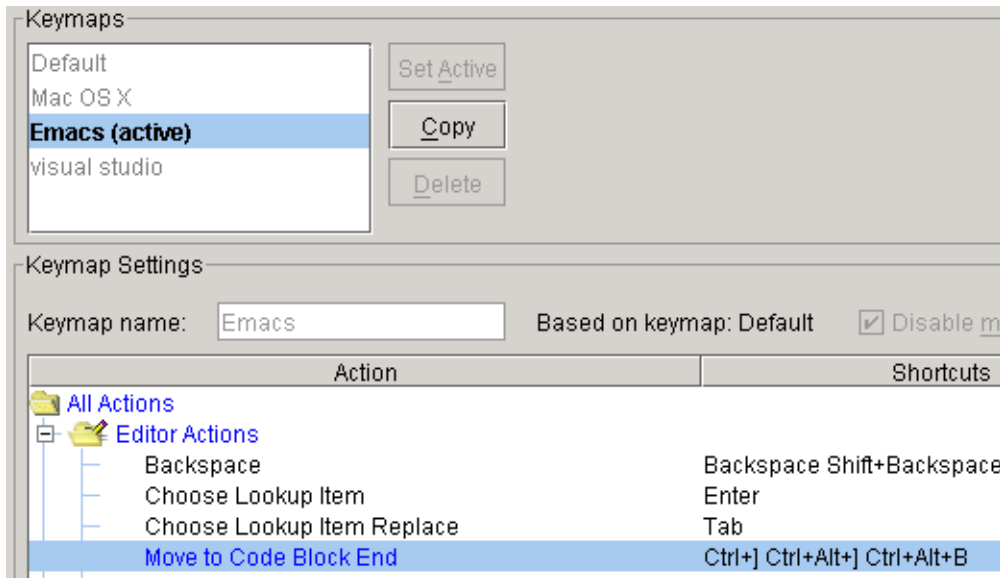 Keymaps
Default
Mac OS X
Emacs (active)
visual studio
Set Active
Copy
Delete
Keymap Settings
Keymap name: Emacs Based on keymap: Default Disable m
Action Shortcuts
All Actions
Editor Actions
Backspace Backspace Shift+Backspace
Choose Lookup Item Enter
Choose Lookup Item Replace Tab
Move to Code Block End Ctrl+] Ctrl+Alt+] Ctrl+Alt+B